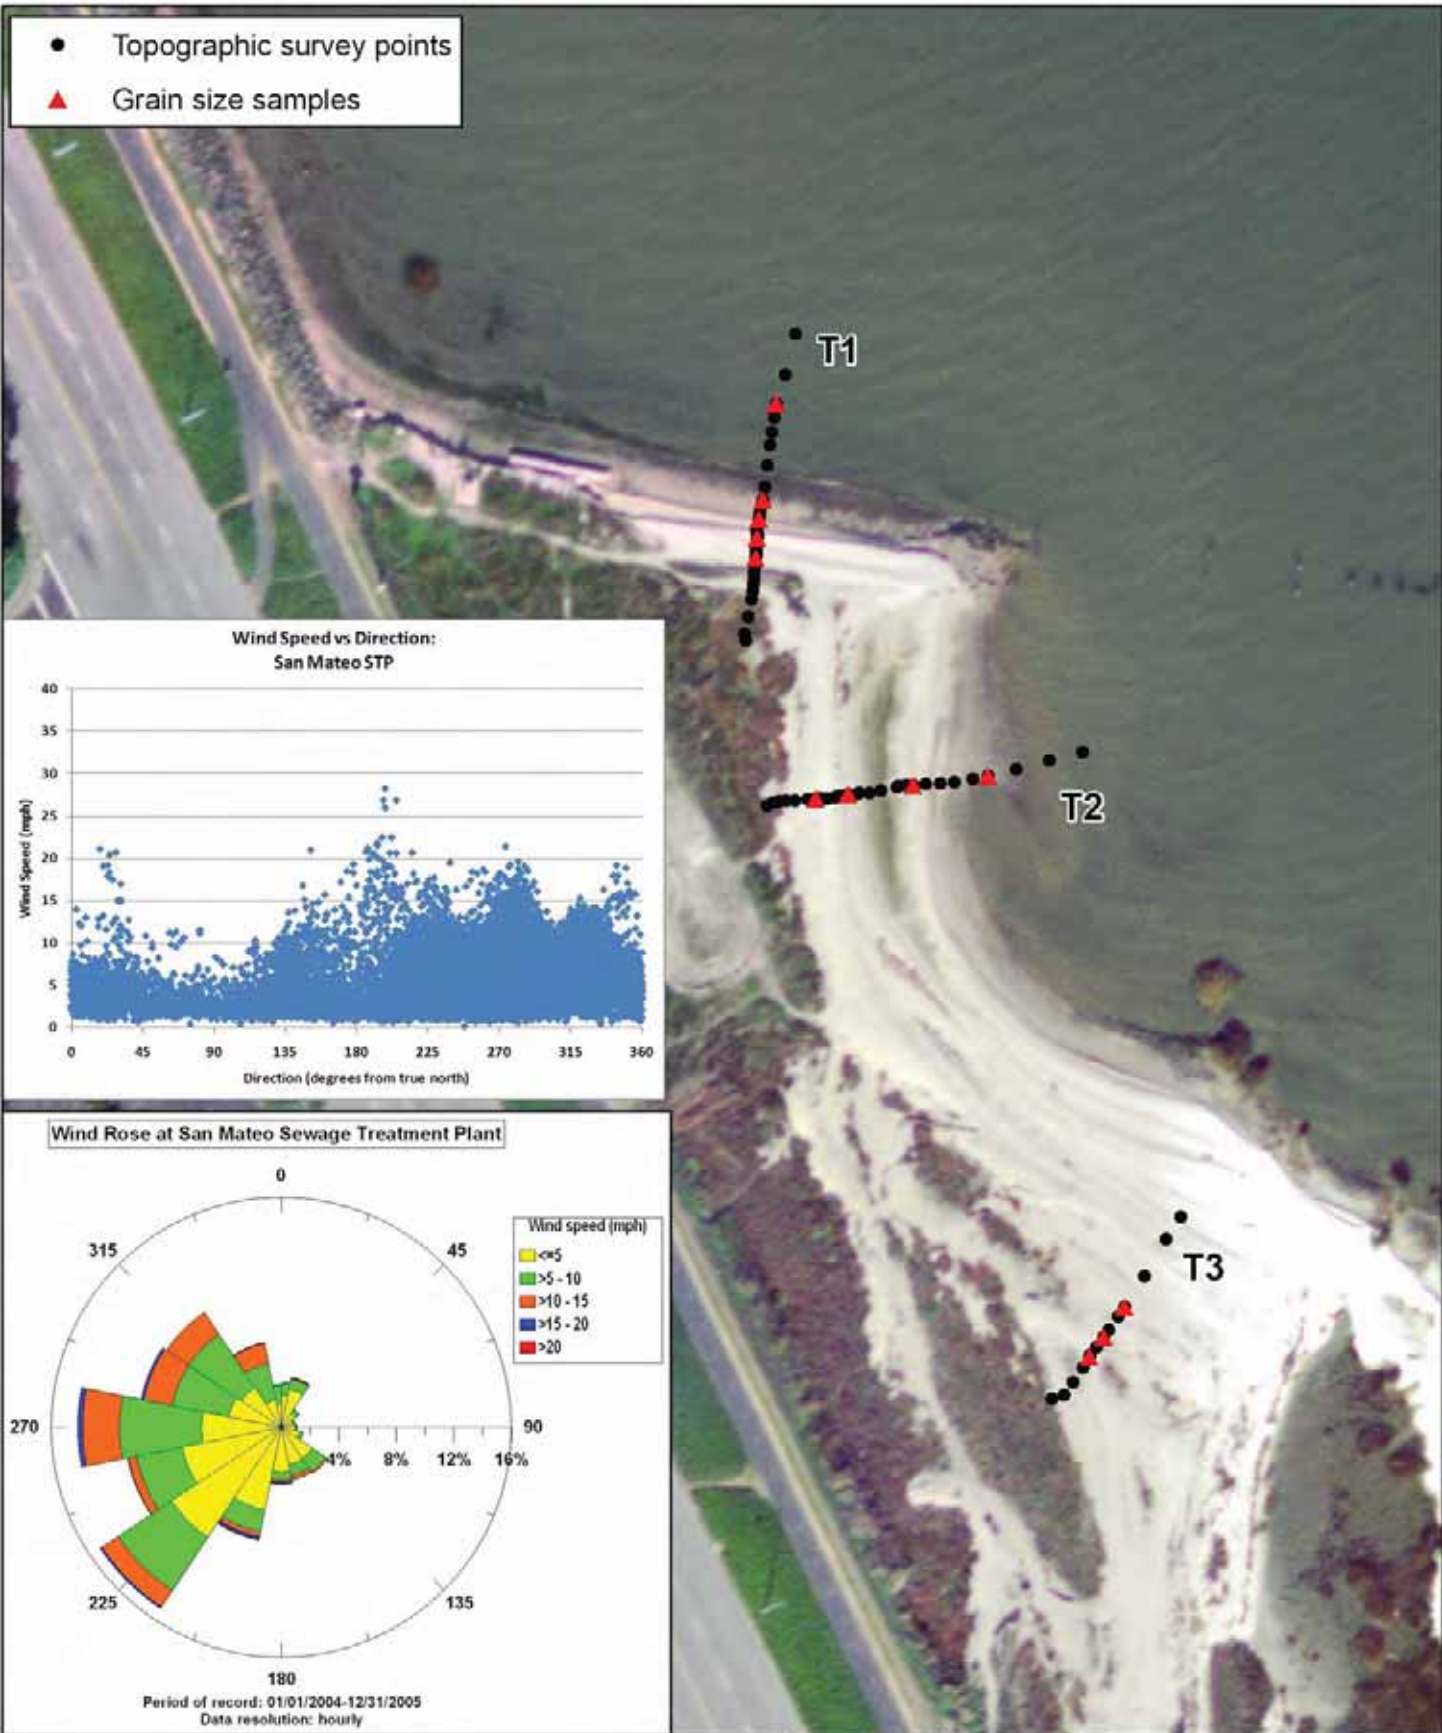 Topographic survey points
Grain size samples
T1
T2
T3
Wind Speed vs Direction:
San Mateo STP
Wind Speed (mph)
40
35
30
25
20
15
10
5
0
0 45 90 135 180 225 270 315 360
Direction (degrees from true north)
Wind Rose at San Mateo Sewage Treatment Plant
0
45
90
135
180
225
270
315
4% 8% 12% 16%
Wind speed (mph)
<=5
>5 - 10
>10 - 15
>15 - 20
>20
Period of record: 01/01/2004-12/31/2005
Data resolution: hourly